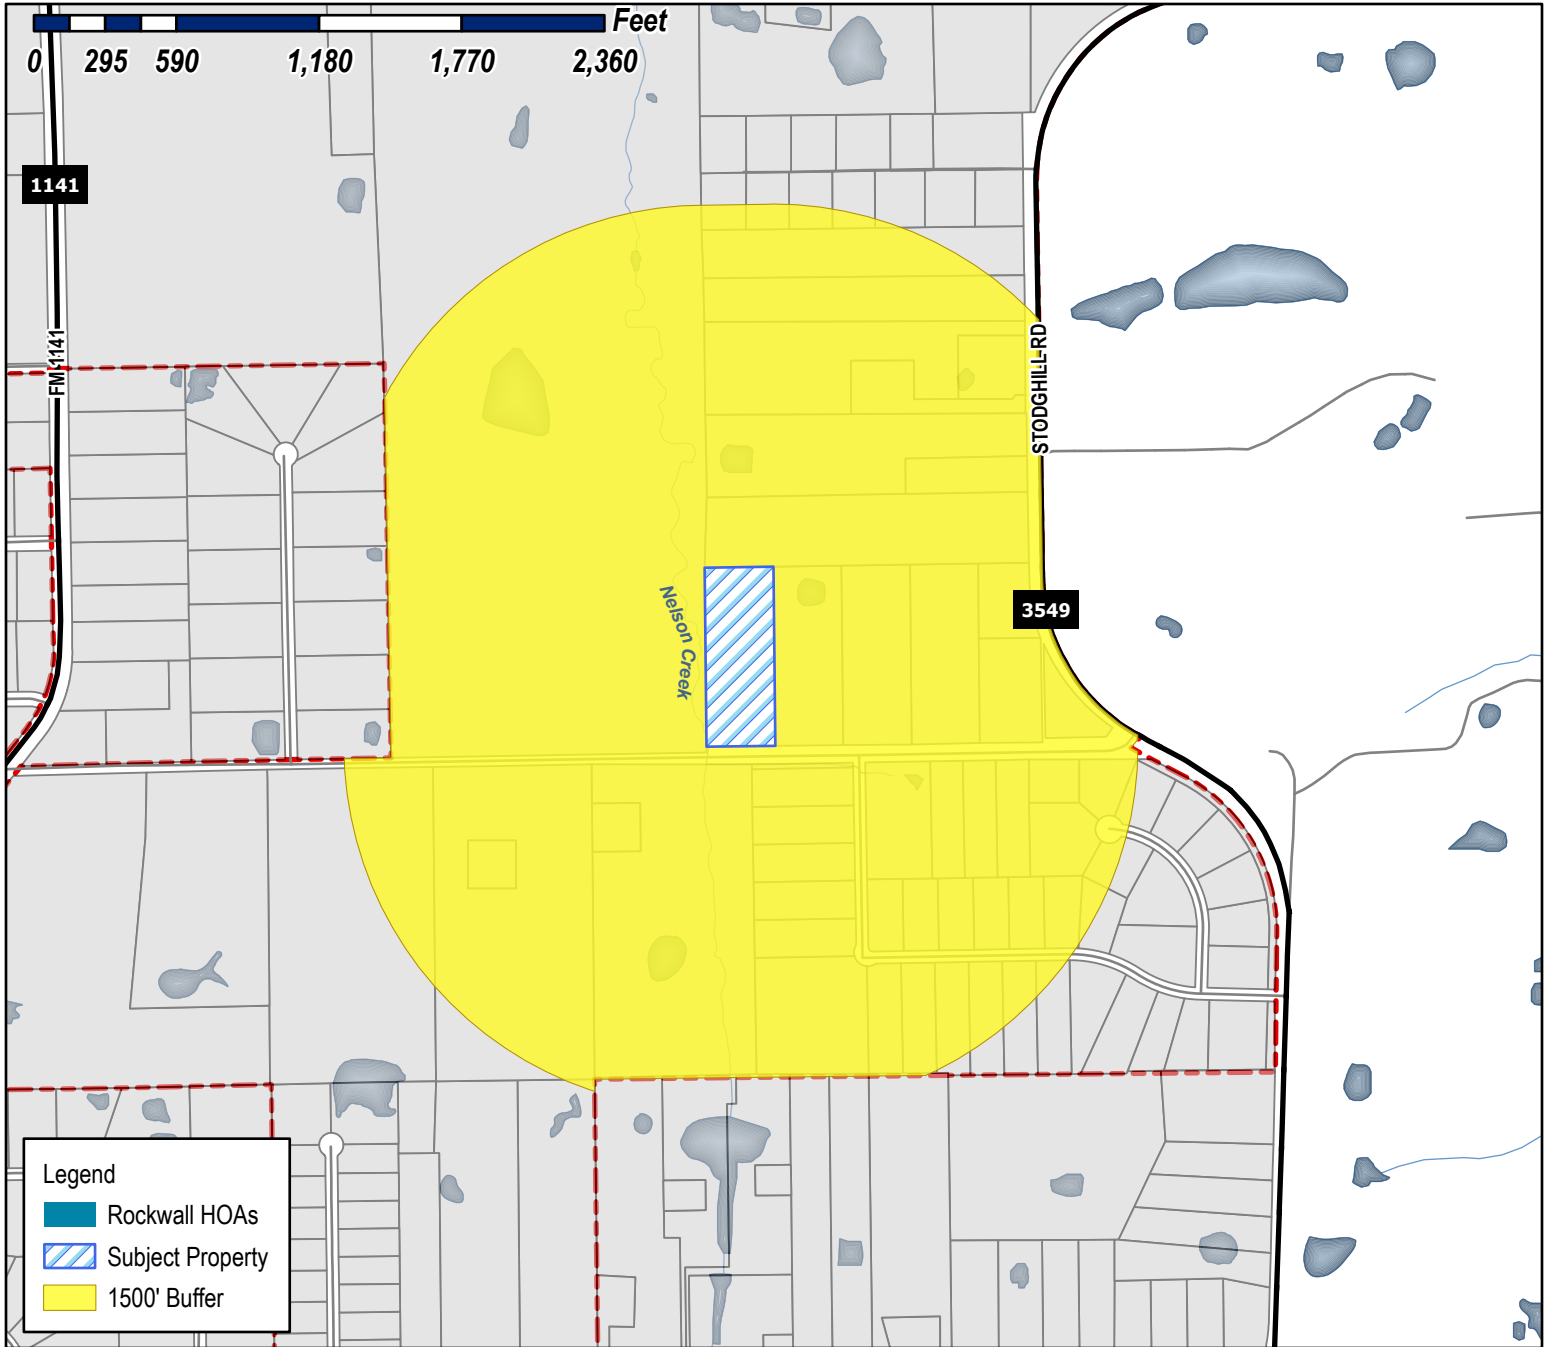 Feet
0 295 590 1,180 1,770 2,360
1141
FM 1141
STODGHILL RD
3549
Nelson Creek
Legend
Rockwall HOAs
Subject Property
1500' Buffer